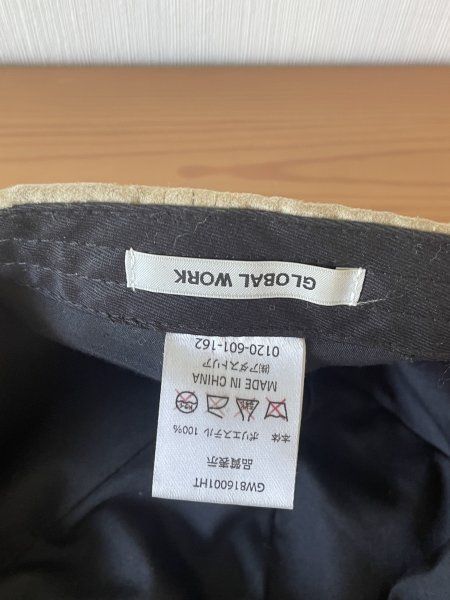 GLOBAL WORK
GW816001HT
品質表示
本体 ポリエステル 100%
MADE IN CHINA
㈱アダストリア
0120-601-162